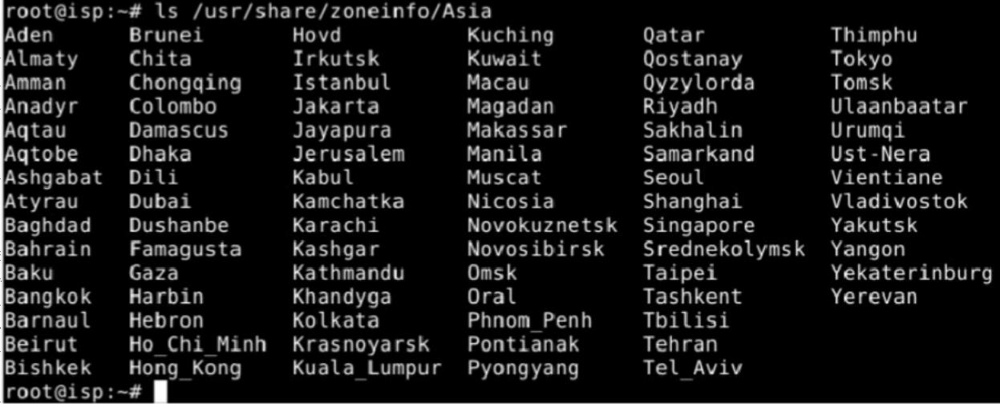 root@isp:~# ls /usr/share/zoneinfo/Asia
Aden Brunei Hovd Kuching Qatar Thimphu
Almaty Chita Irkutsk Kuwait Qostanay Tokyo
Amman Chongqing Istanbul Macau Qyzylorda Tomsk
Anadyr Colombo Jakarta Magadan Riyadh Ulaanbaatar
Aqtau Damascus Jayapura Makassar Sakhalin Urumqi
Aqtobe Dhaka Jerusalem Manila Samarkand Ust-Nera
Ashgabat Dili Kabul Muscat Seoul Vientiane
Atyrau Dubai Kamchatka Nicosia Shanghai Vladivostok
Baghdad Dushanbe Karachi Novokuznetsk Singapore Yakutsk
Bahrain Famagusta Kashgar Novosibirsk Srednekolymsk Yangon
Baku Gaza Kathmandu Omsk Taipei Yekaterinburg
Bangkok Harbin Khandyga Oral Tashkent Yerevan
Barnaul Hebron Kolkata Phnom_Penh Tbilisi
Beirut Ho_Chi_Minh Krasnoyarsk Pontianak Tehran
Bishkek Hong_Kong Kuala_Lumpur Pyongyang Tel_Aviv
root@isp:~#